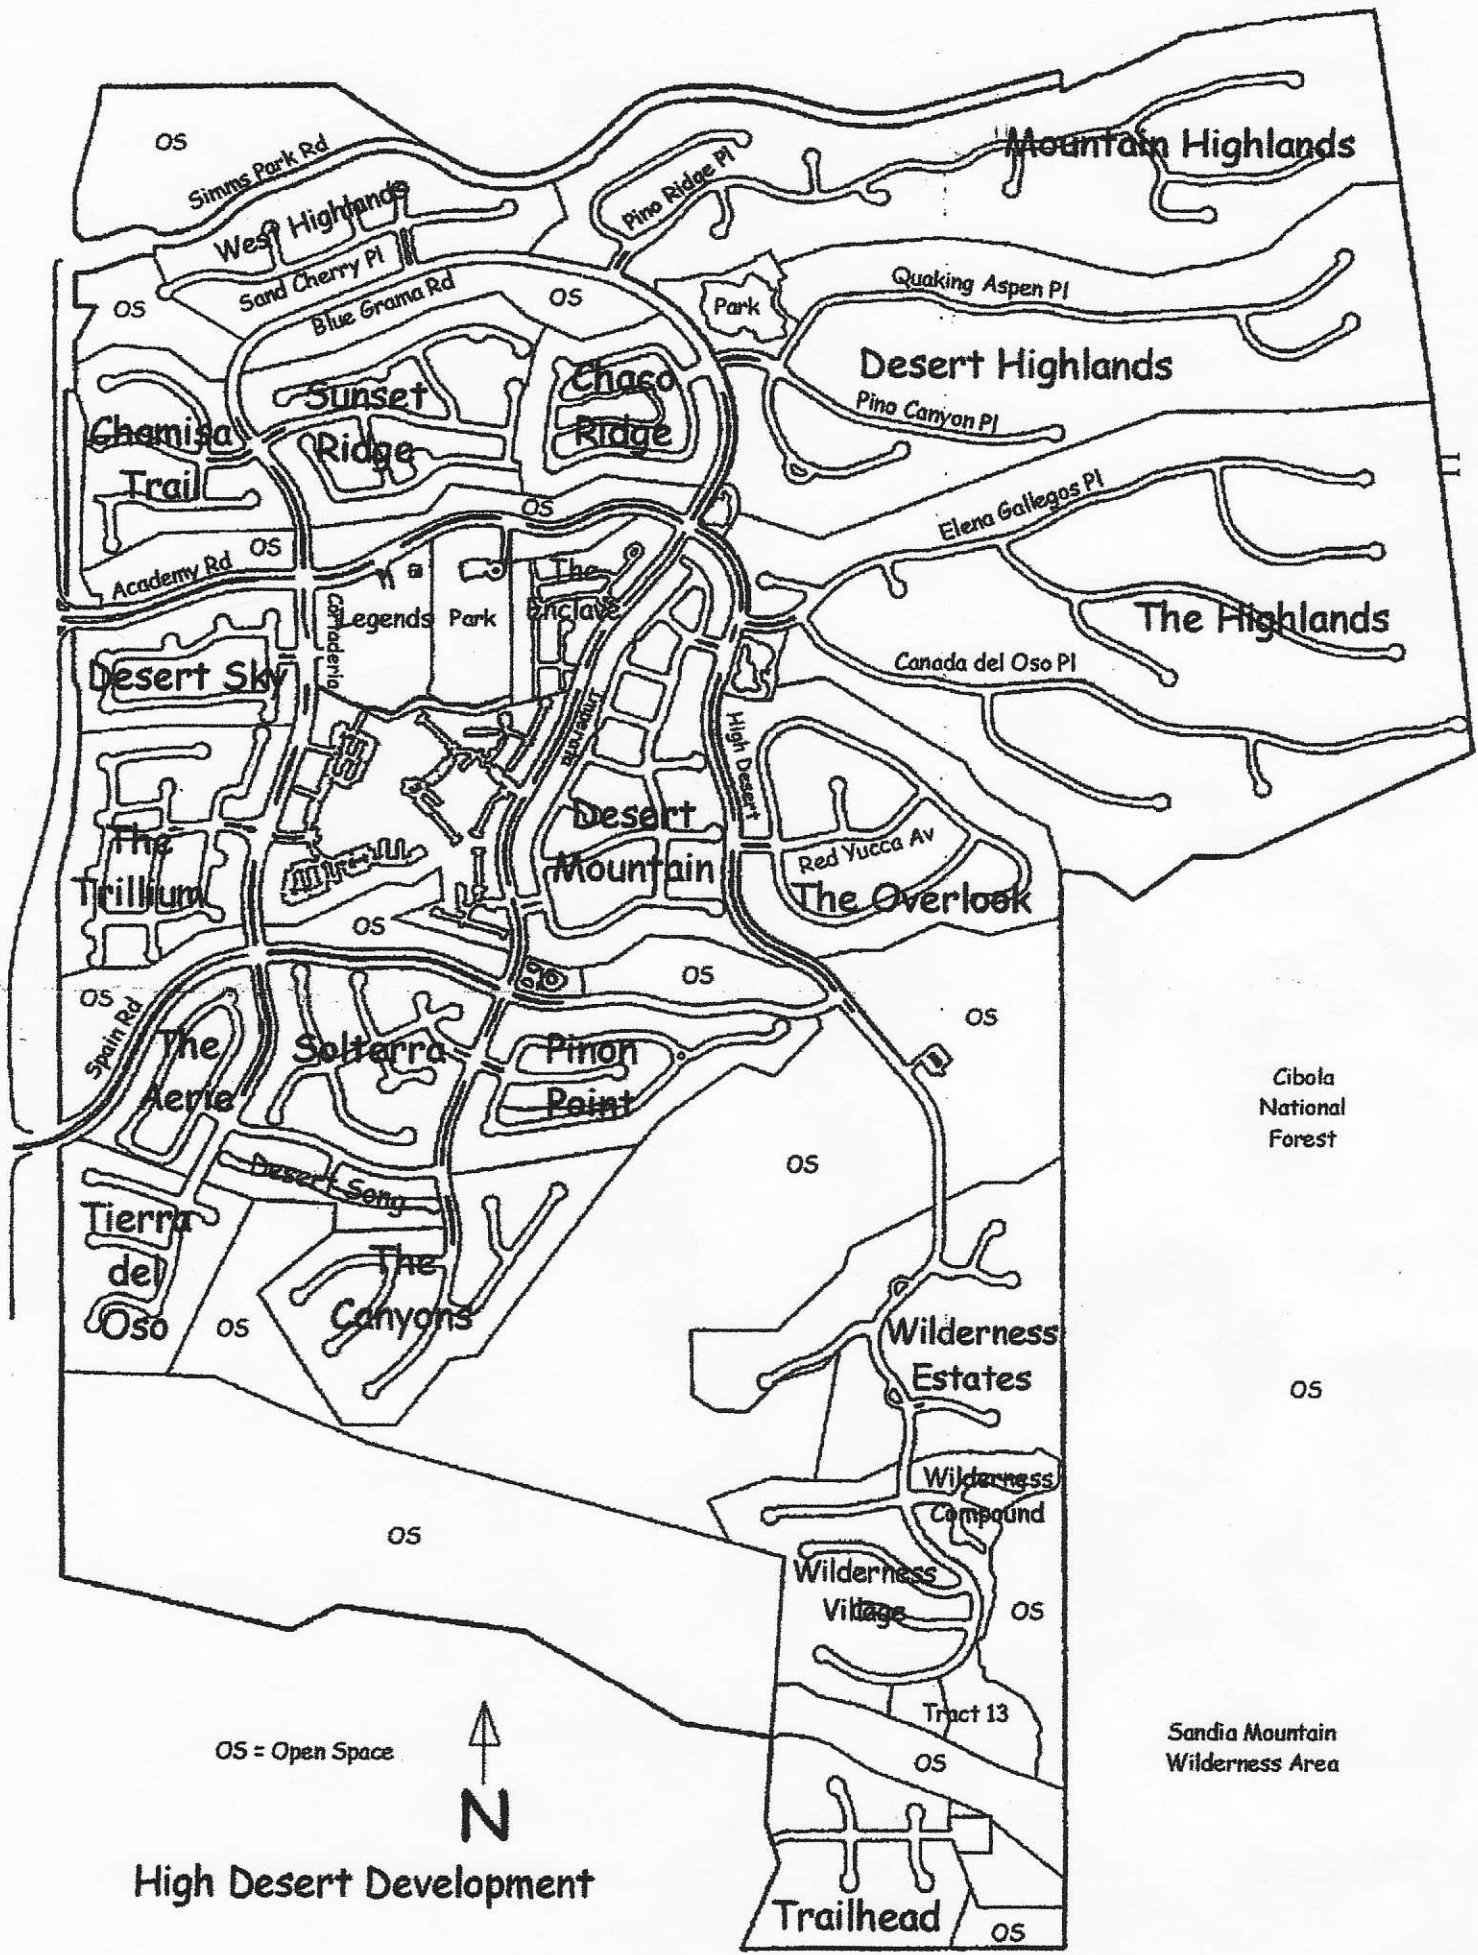 OS
Simms Park Rd
Mountain Highlands
Pino Ridge Pl
West Highlands
Sand Cherry Pl
Blue Grama Rd
OS
OS
Park
Quaking Aspen Pl
Desert Highlands
Pino Canyon Pl
Chaco
Ridge
Sunset
Ridge
Chamisa
Trail
OS
OS
Academy Rd
Elena Gallegos Pl
The
Enclave
Legends
Park
Cortaderia
The Highlands
Canada del Oso Pl
Desert Sky
Imperata
High Desert
Desert
Mountain
Red Yucca Av
The Overlook
The
Trillium
OS
OS
OS
OS
Spain Rd
The
Aerie
Solterra
Pinon
Point
Cibola
National
Forest
OS
Desert Song
Tierra
del
Oso
OS
The
Canyons
Wilderness
Estates
OS
Wilderness
Compound
OS
Wilderness
Village
OS
Tract 13
OS
Sandia Mountain
Wilderness Area
OS = Open Space
N
High Desert Development
Trailhead
OS